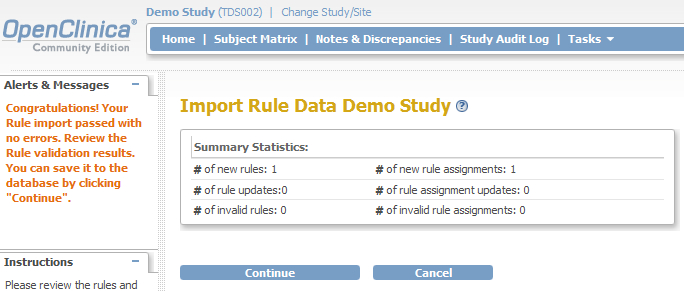 Demo Study (TDS002) | Change Study/Site
OpenClinica®
Community Edition
Home | Subject Matrix | Notes & Discrepancies | Study Audit Log | Tasks
Alerts & Messages
Congratulations! Your
Rule import passed with
no errors. Review the
Rule validation results.
You can save it to the
database by clicking
"Continue".
Import Rule Data Demo Study ?
Summary Statistics:
# of new rules: 1 # of new rule assignments: 1
# of rule updates:0 # of rule assignment updates: 0
# of invalid rules: 0 # of invalid rule assignments: 0
Continue Cancel
Instructions
Please review the rules and